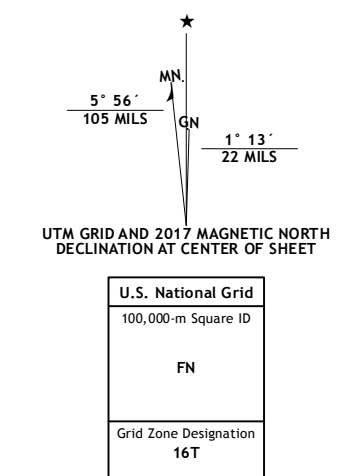 ★
MN.
5° 56´
105 MILS
GN
1° 13´
22 MILS
UTM GRID AND 2017 MAGNETIC NORTH
DECLINATION AT CENTER OF SHEET
U.S. National Grid
100,000-m Square ID
FN
Grid Zone Designation
16T